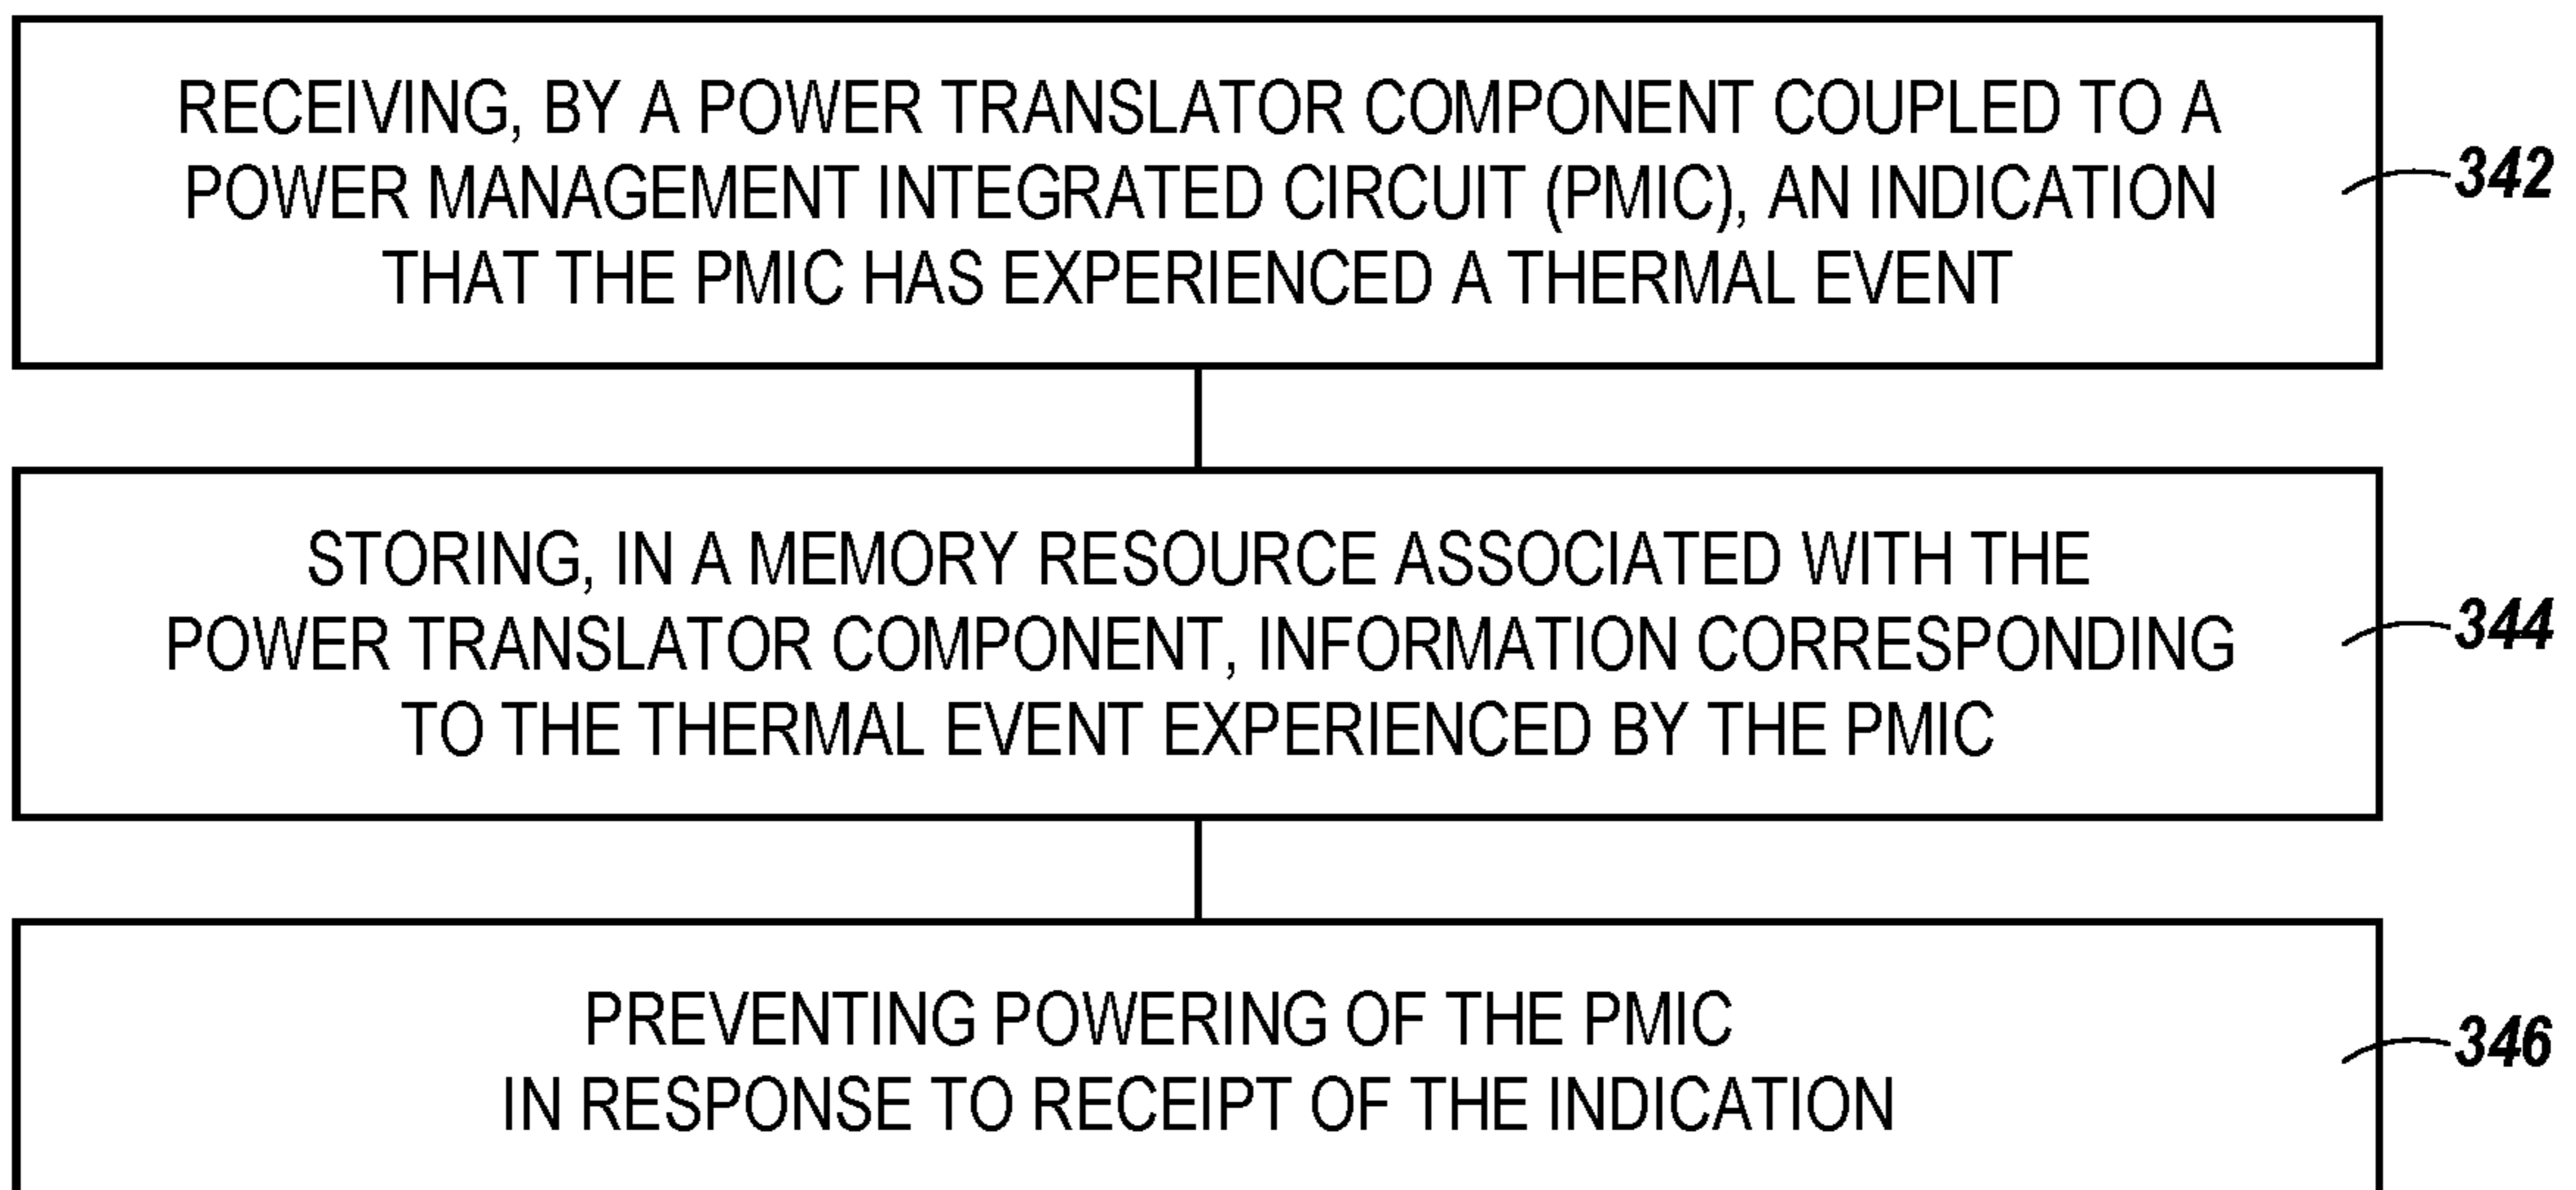 RECEIVING, BY A POWER TRANSLATOR COMPONENT COUPLED TO A
POWER MANAGEMENT INTEGRATED CIRCUIT (PMIC), AN INDICATION
THAT THE PMIC HAS EXPERIENCED A THERMAL EVENT
342
STORING, IN A MEMORY RESOURCE ASSOCIATED WITH THE
POWER TRANSLATOR COMPONENT, INFORMATION CORRESPONDING
TO THE THERMAL EVENT EXPERIENCED BY THE PMIC
344
PREVENTING POWERING OF THE PMIC
IN RESPONSE TO RECEIPT OF THE INDICATION
346